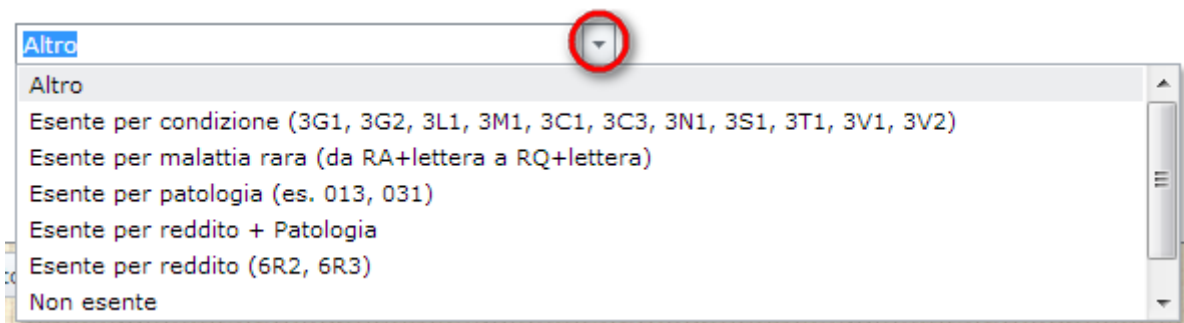 Altro
Altro
Esente per condizione (3G1, 3G2, 3L1, 3M1, 3C1, 3C3, 3N1, 3S1, 3T1, 3V1, 3V2)
Esente per malattia rara (da RA+lettera a RQ+lettera)
Esente per patologia (es. 013, 031)
Esente per reddito + Patologia
Esente per reddito (6R2, 6R3)
Non esente